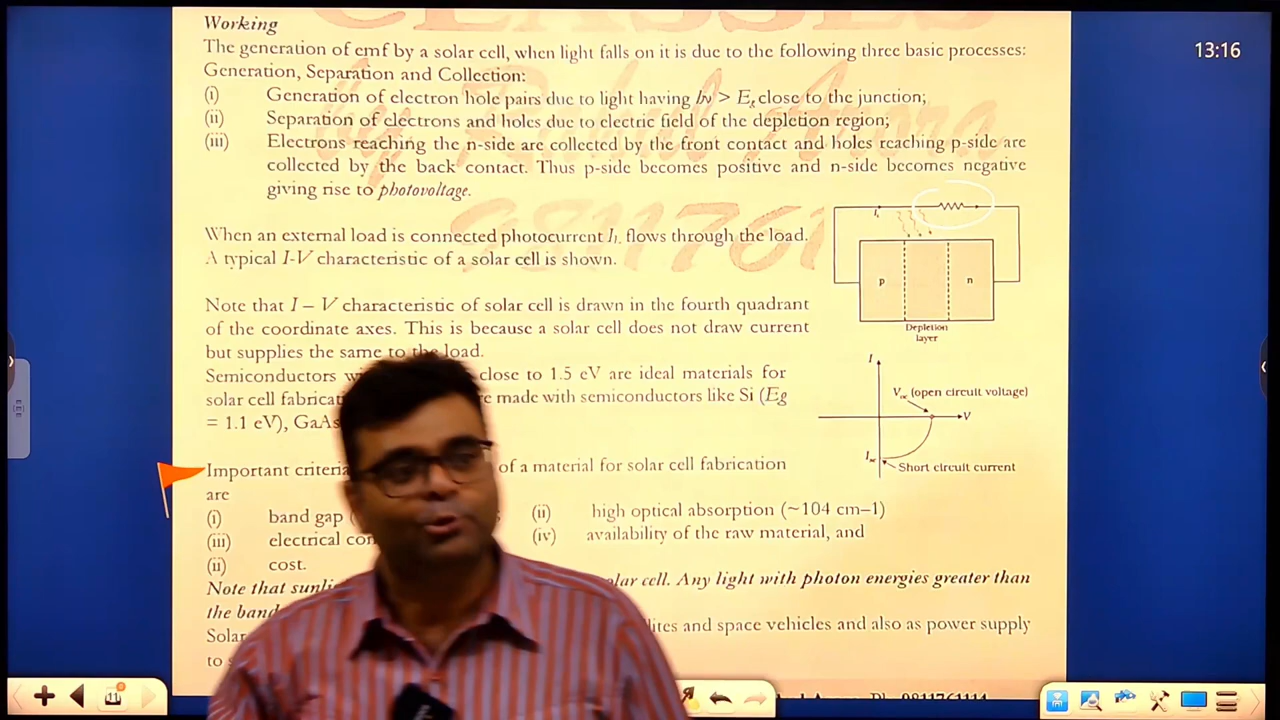 CLASSES
Working
13:16
The generation of emf by a solar cell, when light falls on it is due to the following three basic processes:
Generation, Separation and Collection:
(i) Generation of electron hole pairs due to light having hν > Eg close to the junction;
(ii) Separation of electrons and holes due to electric field of the depletion region;
(iii) Electrons reaching the n-side are collected by the front contact and holes reaching p-side are
collected by the back contact. Thus p-side becomes positive and n-side becomes negative
giving rise to photovoltage.
When an external load is connected photocurrent IL flows through the load.
A typical I-V characteristic of a solar cell is shown.
p
n
Depletion
layer
Note that I – V characteristic of solar cell is drawn in the fourth quadrant
of the coordinate axes. This is because a solar cell does not draw current
but supplies the same to the load.
Semiconductors close to 1.5 eV are ideal materials for
solar cell made with semiconductors like Si (Eg
= 1.1 eV), GaAs
I
Voc (open circuit voltage)
V
Isc
Short circuit current
Important of a material for solar cell fabrication
are
(i) band gap (ii) high optical absorption (~104 cm–1)
(iii) electrical (iv) availability of the raw material, and
(ii) cost.
Note that cell. Any light with photon energies greater than
the
Solar and space vehicles and also as power supply
to
11
9811761114